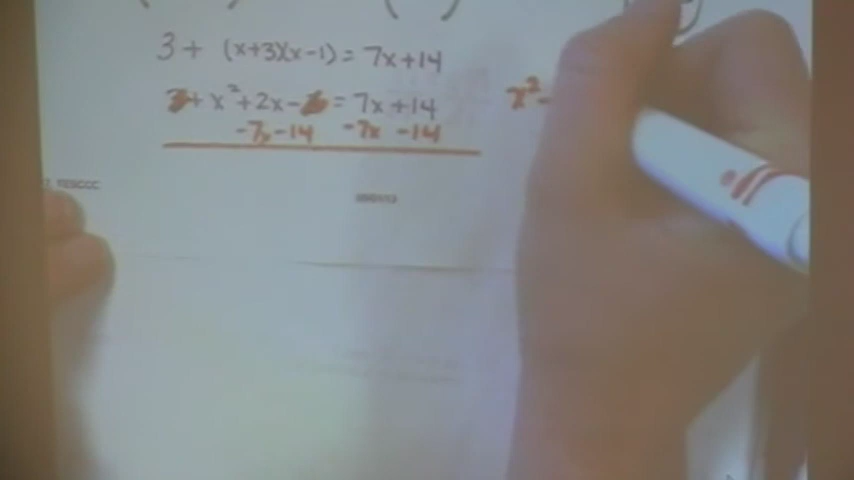 3 + (x+3)(x-1) = 7x+14
3 + x² + 2x - 3 = 7x + 14
-7x -14 -7x -14
x² -